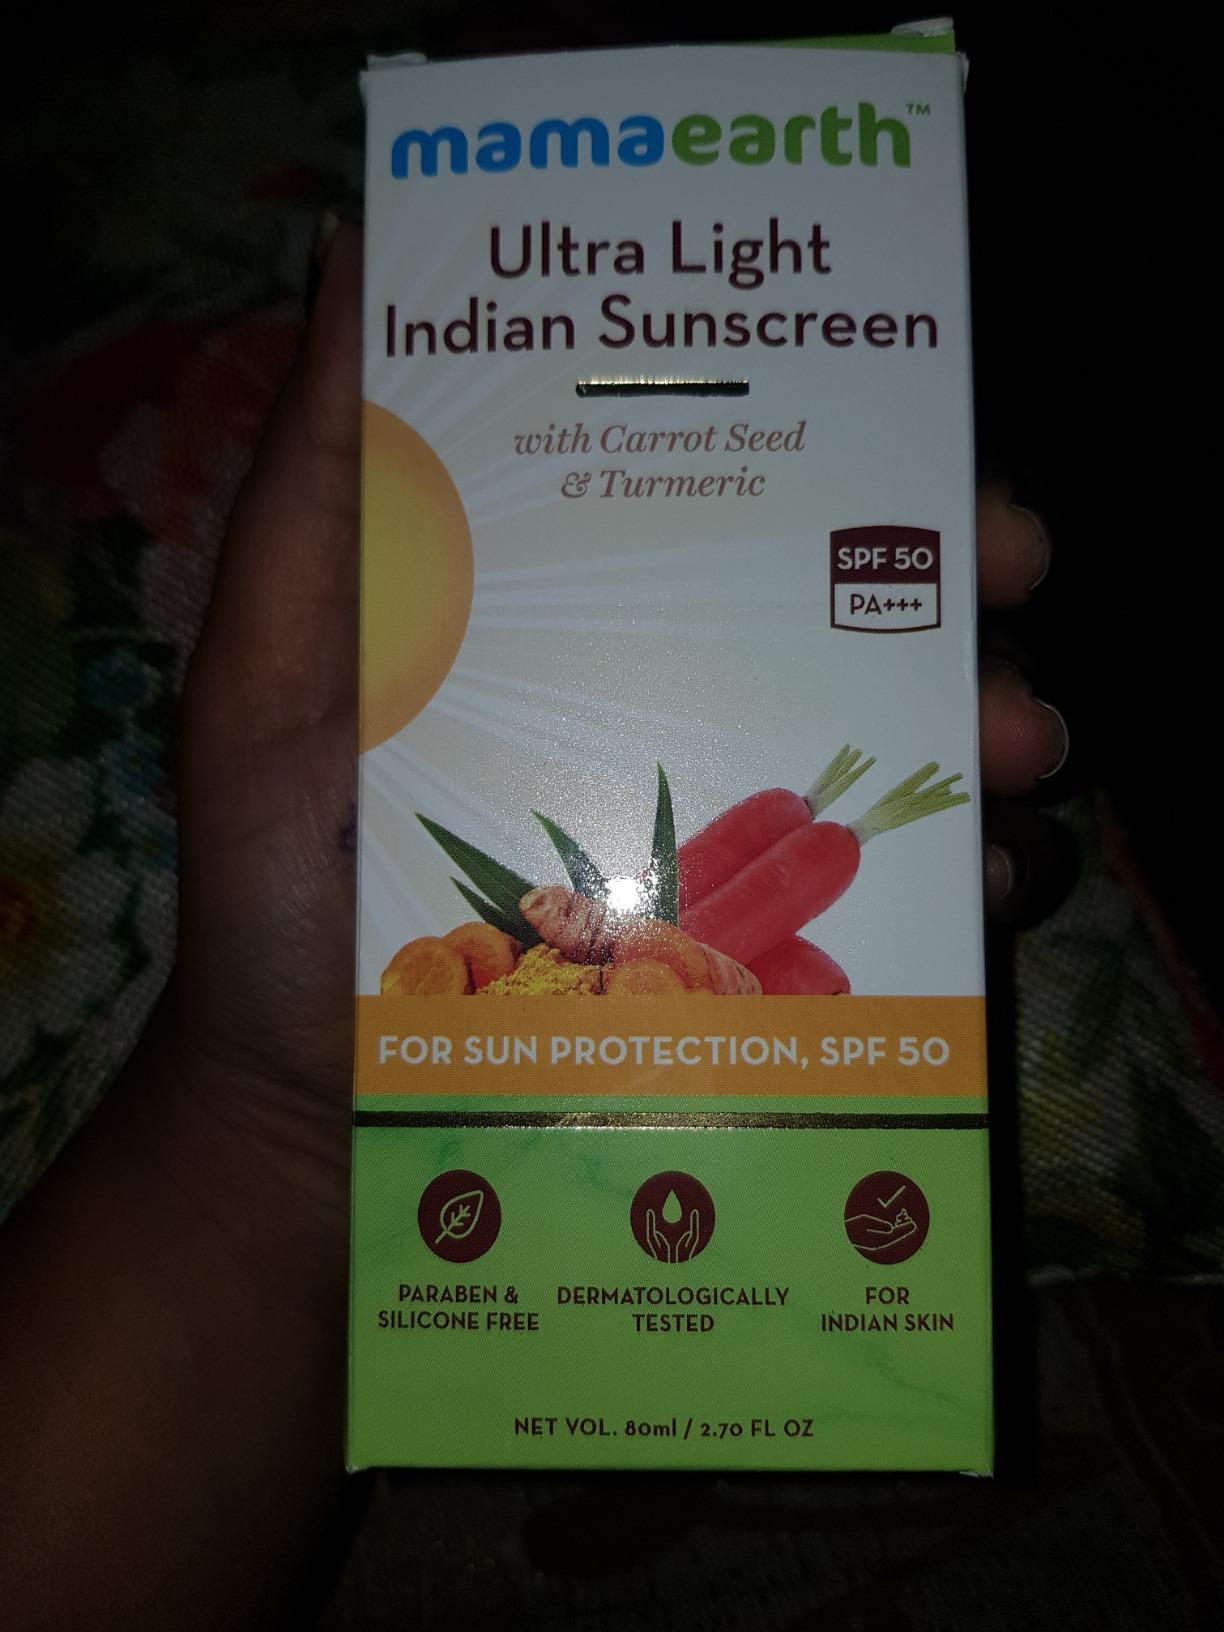 mamaearth™
Ultra Light
Indian Sunscreen
with Carrot Seed
& Turmeric
SPF 50
PA+++
FOR SUN PROTECTION, SPF 50
PARABEN &
SILICONE FREE
DERMATOLOGICALLY
TESTED
FOR
INDIAN SKIN
NET VOL. 80ml / 2.70 FL OZ